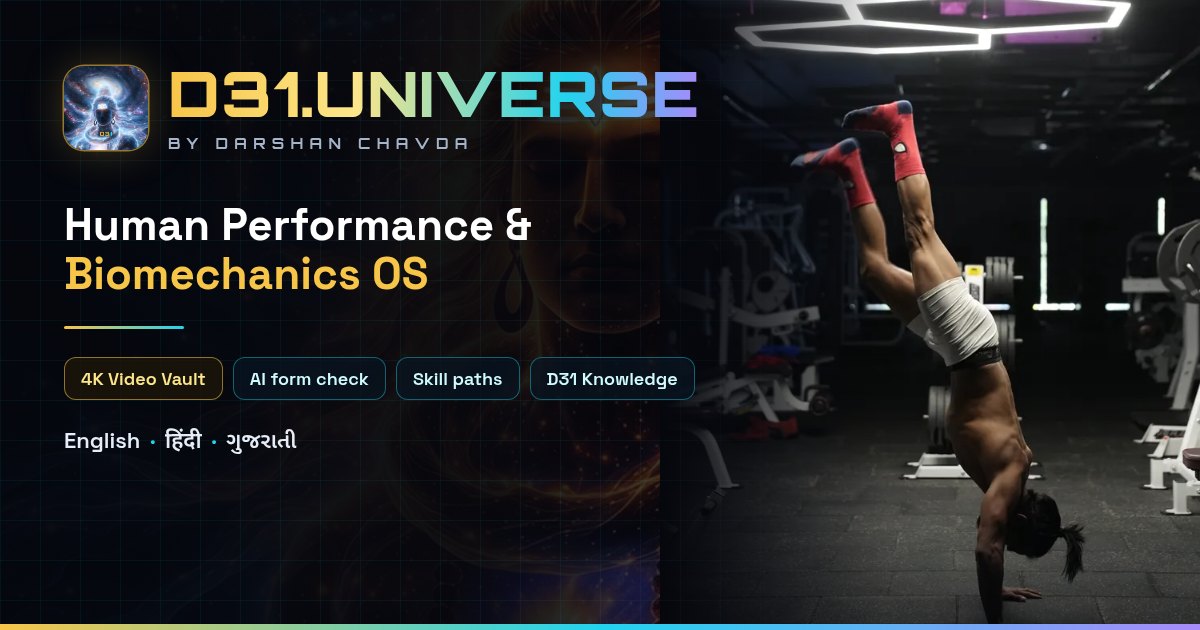 D31.UNIVERSE
BY DARSHAN CHAVDA
Human Performance &
Biomechanics OS
4K Video Vault
AI form check
Skill paths
D31 Knowledge
English · हिंदी · ગુજરાતી
D31